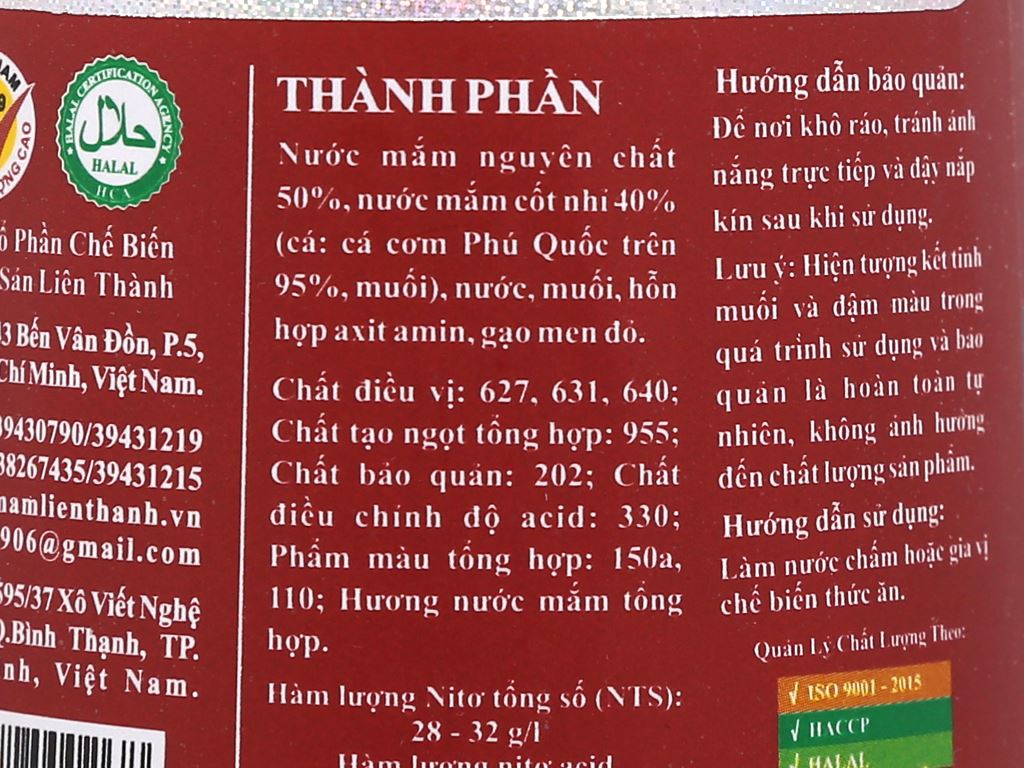 HALAL CERTIFICATION AGENCY
حلال
HALAL
HCA
Phần Chế Biến
Sản Liên Thành
Bến Vân Đồn, P.5,
Chí Minh, Việt Nam.
39430790/39431219
38267435/39431215
mamlienthanh.vn
906@gmail.com
595/37 Xô Viết Nghệ
Q.Bình Thạnh, TP.
Việt Nam.
THÀNH PHẦN
Nước mắm nguyên chất
50%, nước mắm cốt nhỉ 40%
(cá: cá cơm Phú Quốc trên
95%, muối), nước, muối, hỗn
hợp axit amin, gạo men đỏ.
Chất điều vị: 627, 631, 640;
Chất tạo ngọt tổng hợp: 955;
Chất bảo quản: 202; Chất
điều chỉnh độ acid: 330;
Phẩm màu tổng hợp: 150a,
110; Hương nước mắm tổng
hợp.
Hàm lượng Nitơ tổng số (NTS):
28 - 32 g/l
Hàm lượng nitơ acid
Hướng dẫn bảo quản:
Để nơi khô ráo, tránh ánh
nắng trực tiếp và đậy nắp
kín sau khi sử dụng.
Lưu ý: Hiện tượng kết tinh
muối và đậm màu trong
quá trình sử dụng và bảo
quản là hoàn toàn tự
nhiên, không ảnh hưởng
đến chất lượng sản phẩm.
Hướng dẫn sử dụng:
Làm nước chấm hoặc gia vị
chế biến thức ăn.
Quản Lý Chất Lượng Theo:
√ ISO 9001 - 2015
√ HACCP
√ HALAL